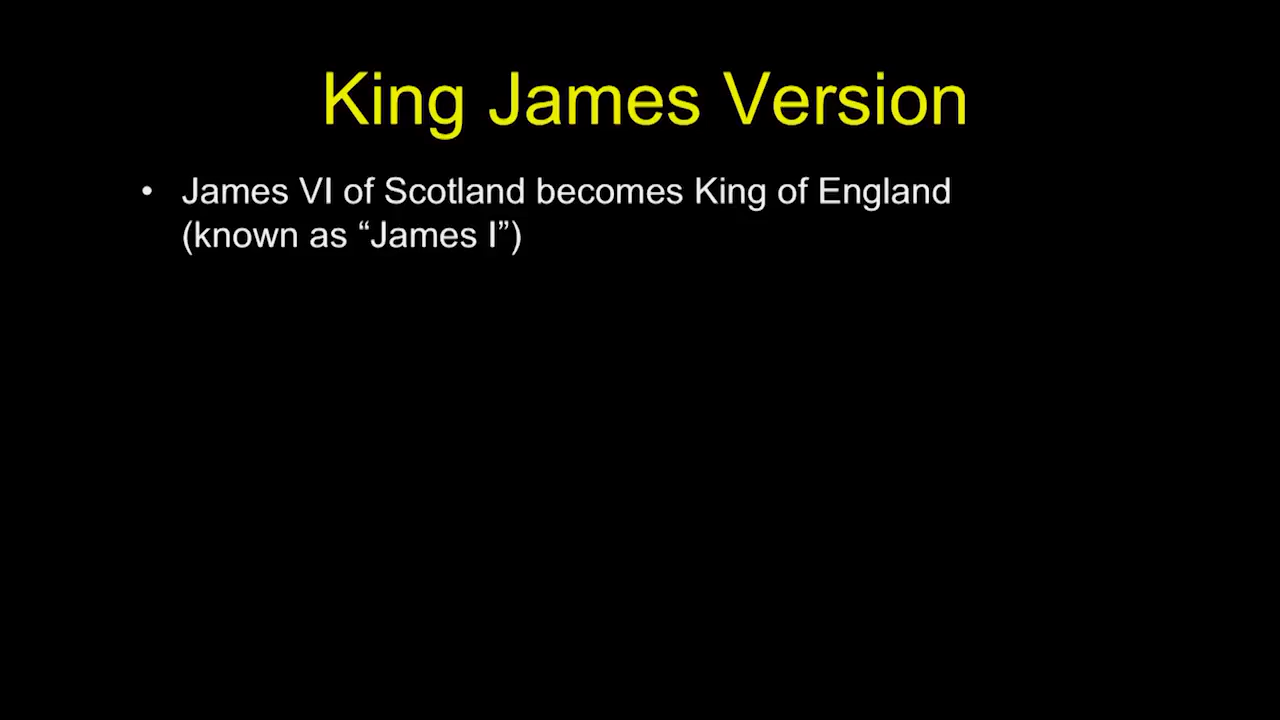 King James Version
• James VI of Scotland becomes King of England
(known as “James I”)